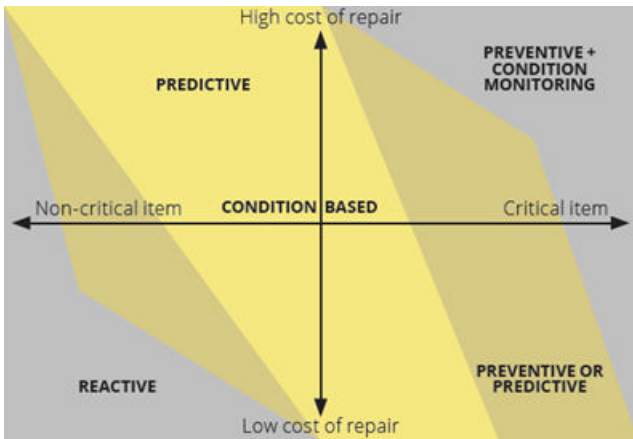 High cost of repair
PREVENTIVE +
CONDITION
MONITORING
PREDICTIVE
Non-critical item
CONDITION BASED
Critical item
PREVENTIVE OR
PREDICTIVE
REACTIVE
Low cost of repair